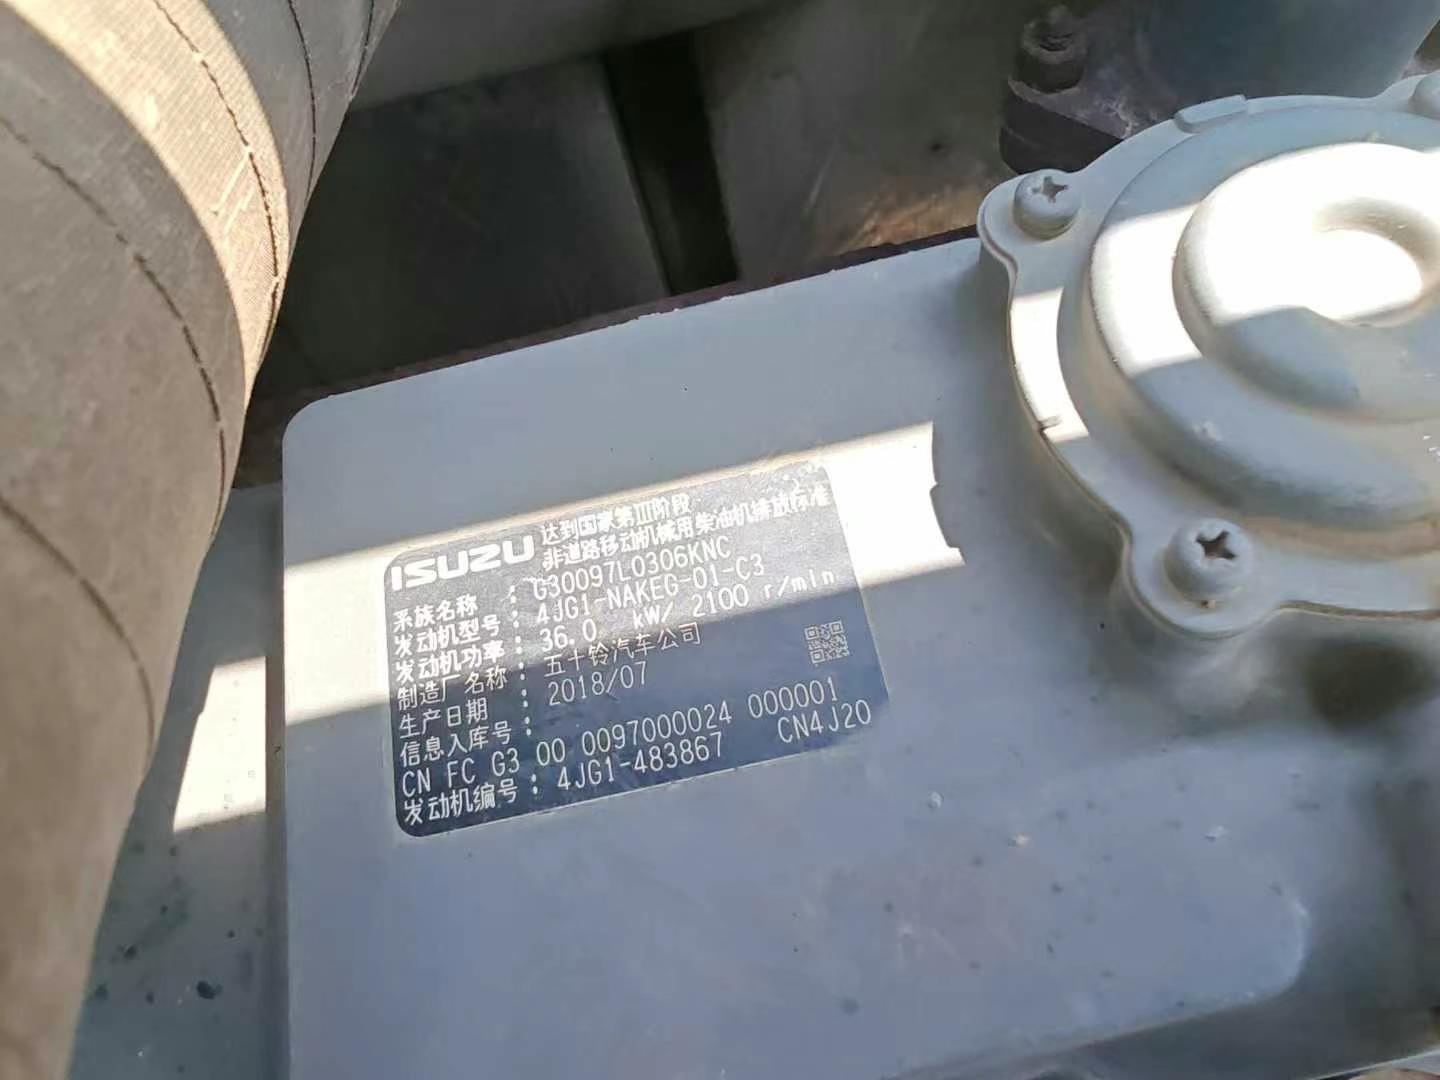 ISUZU
达到国家第III阶段
非道路移动机械用柴油机排放标准
系族名称 : G30097L0306KNC
发动机型号 : 4JG1-NAKEG-01-C3
发动机功率 : 36.0 kW/ 2100 r/min
制造厂名称 : 五十铃汽车公司
生产日期 : 2018/07
信息入库号 :
CN FC G3 00 0097000024 000001
发动机编号 : 4JG1-483867 CN4J20